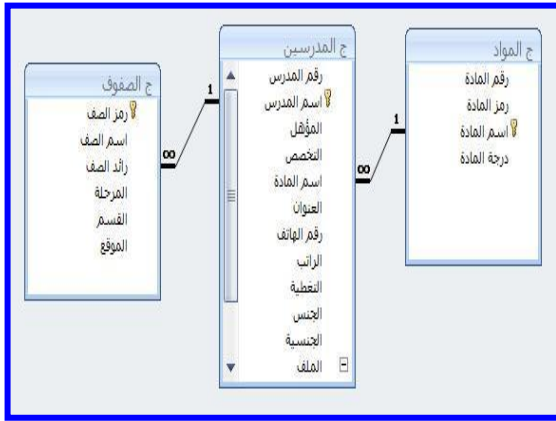 ج المواد
رقم المادة
رمز المادة
اسم المادة
درجة المادة
1
∞
ج المدرسين
رقم المدرس
اسم المدرس
المؤهل
التخصص
اسم المادة
العنوان
رقم الهاتف
الراتب
التغطية
الجنس
الجنسية
الملف
1
∞
ج الصفوف
رمز الصف
اسم الصف
رائد الصف
المرحلة
القسم
الموقع